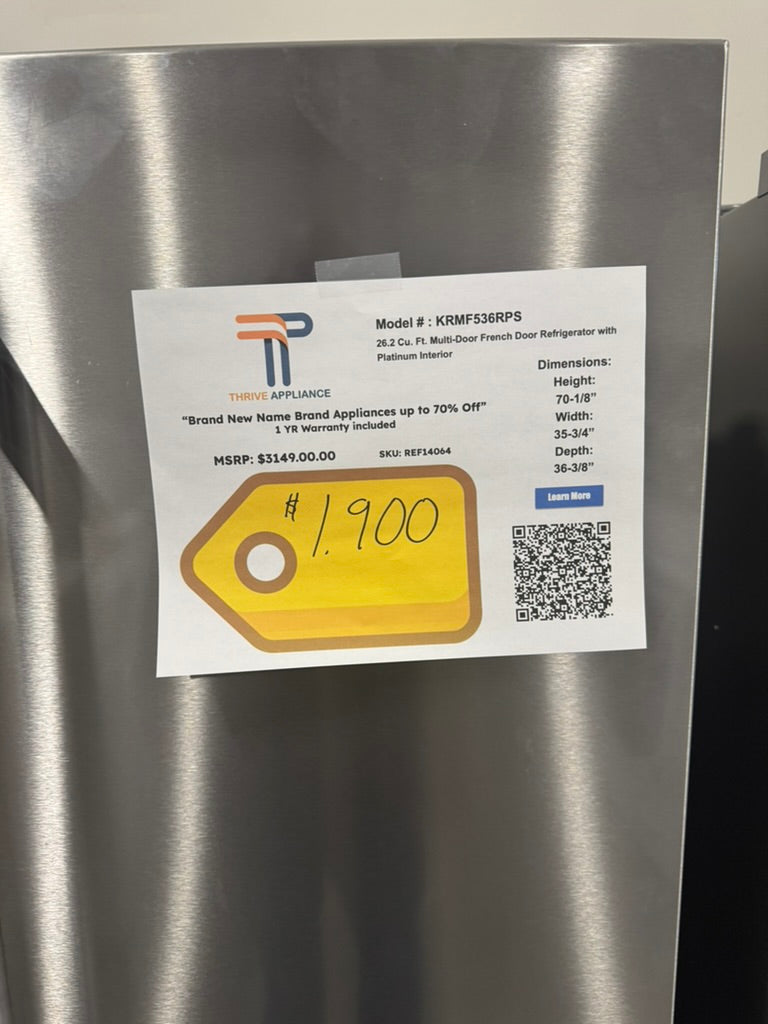 Model # : KRMF536RPS
26.2 Cu. Ft. Multi-Door French Door Refrigerator with
Platinum Interior
THRIVE APPLIANCE
“Brand New Name Brand Appliances up to 70% Off”
1 YR Warranty included
MSRP: $3149.00.00
SKU: REF14064
$1,900
Dimensions:
Height:
70-1/8”
Width:
35-3/4”
Depth:
36-3/8”
Learn More